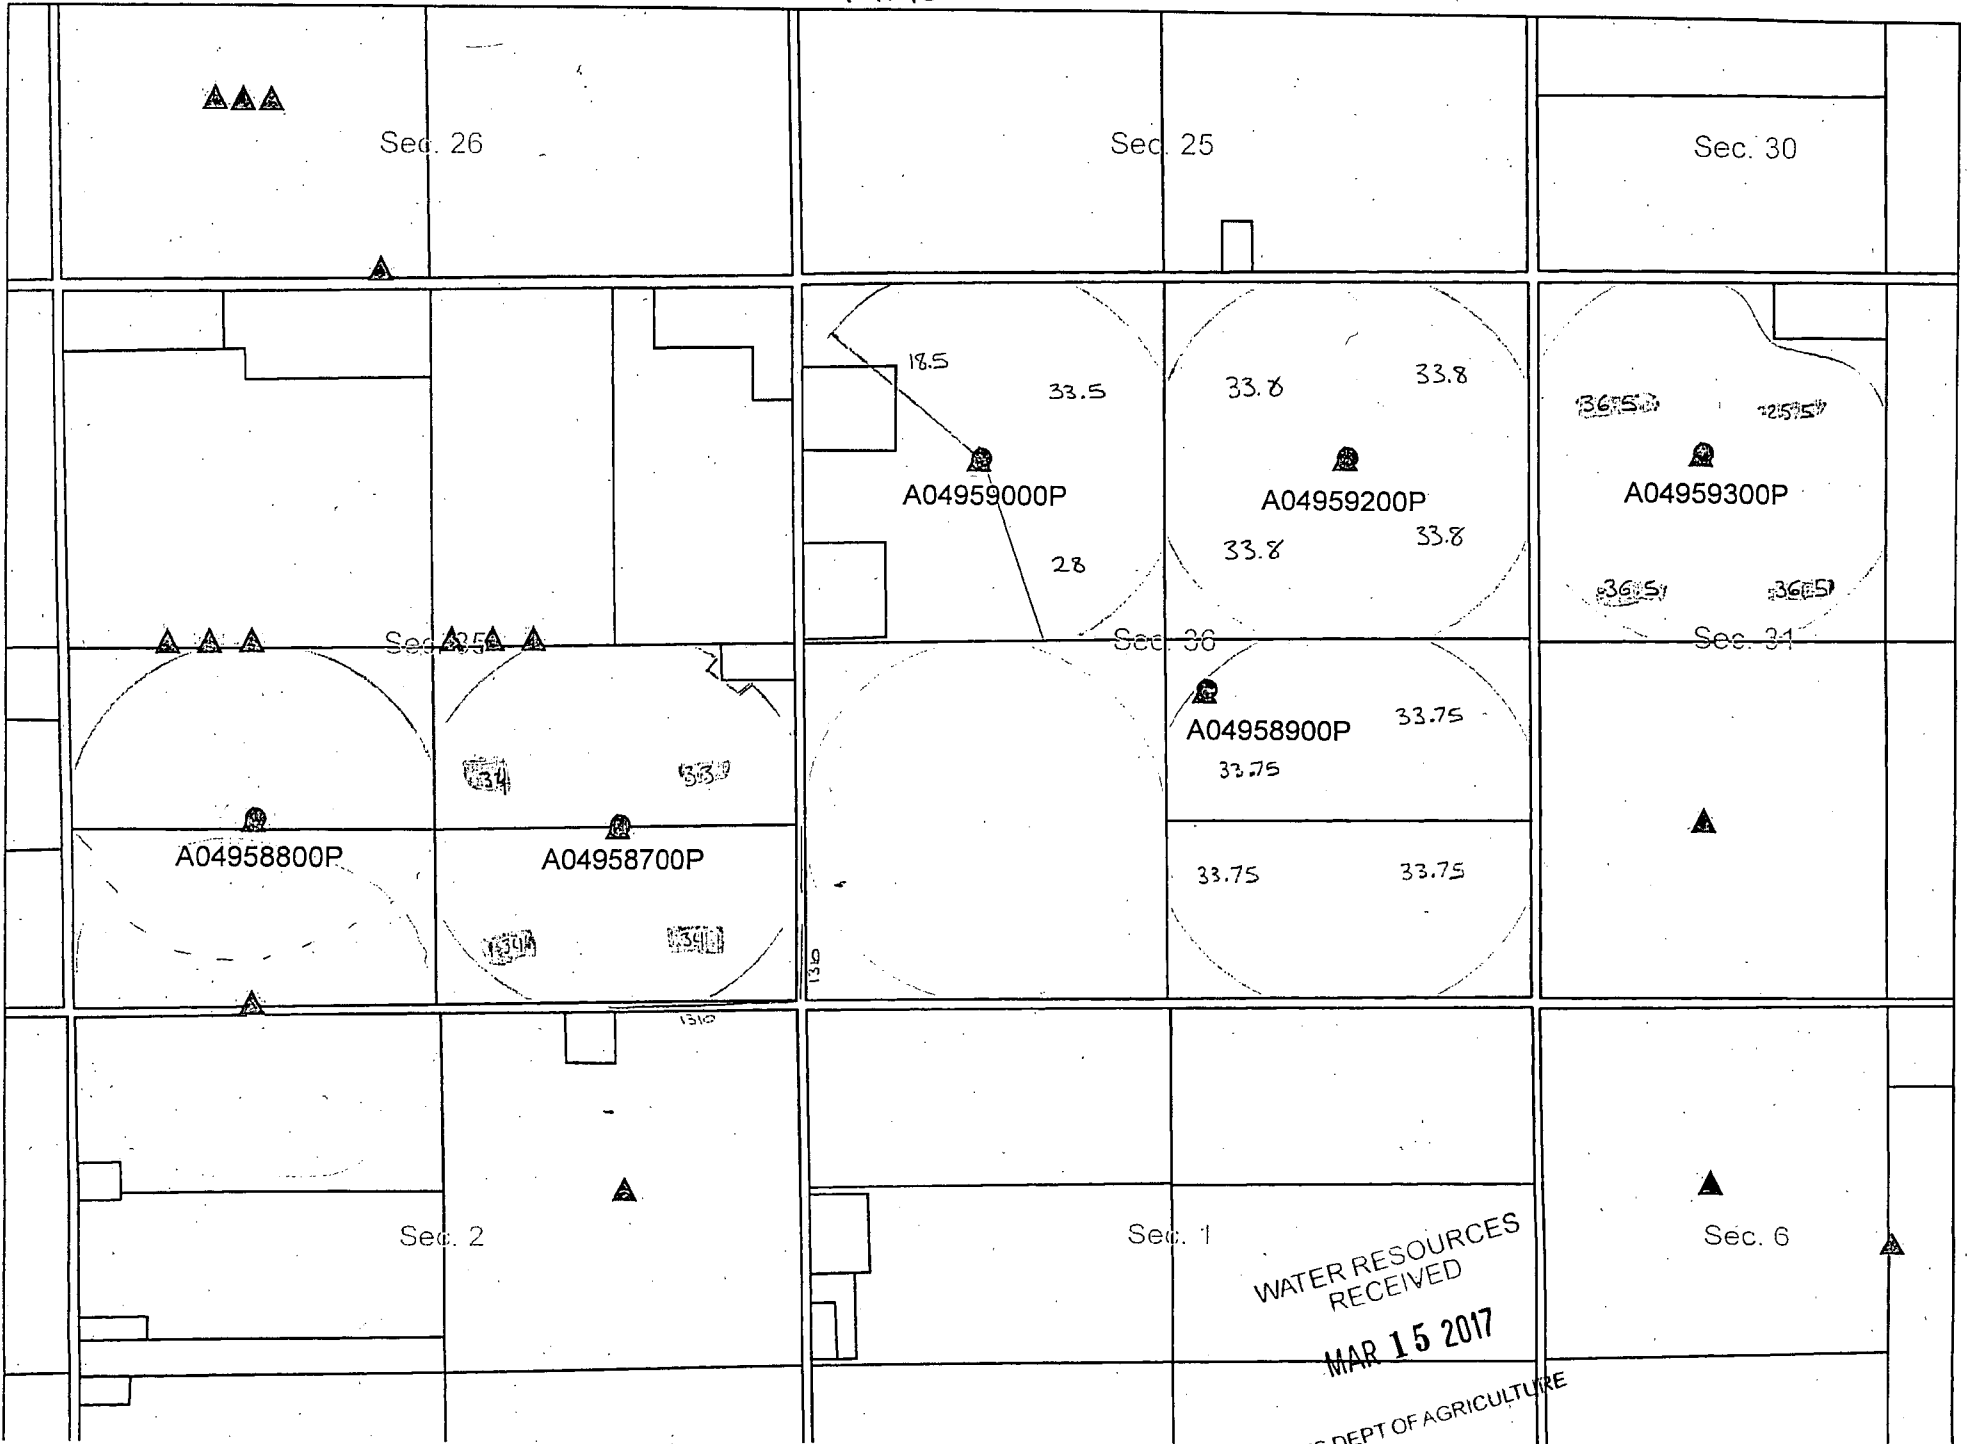 Sec. 26
Sec. 25
Sec. 30
18.5
33.5
33.8
33.8
36.5
25.5
A04959000P
A04959200P
A04959300P
28
33.8
33.8
36.5
36.5
Sec. 35
Sec. 36
Sec. 31
A04958900P
33.75
33.75
34
33
A04958800P
A04958700P
33.75
33.75
34
34
1310
1310
Sec. 2
Sec. 1
Sec. 6
WATER RESOURCES
RECEIVED
MAR 15 2017
DEPT OF AGRICULTURE